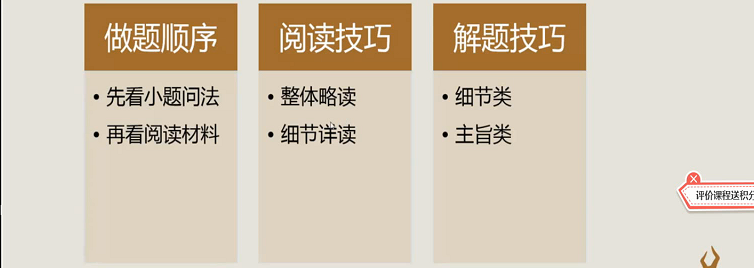 做题顺序
• 先看小题问法
• 再看阅读材料
阅读技巧
• 整体略读
• 细节详读
解题技巧
• 细节类
• 主旨类
评价课程送积分